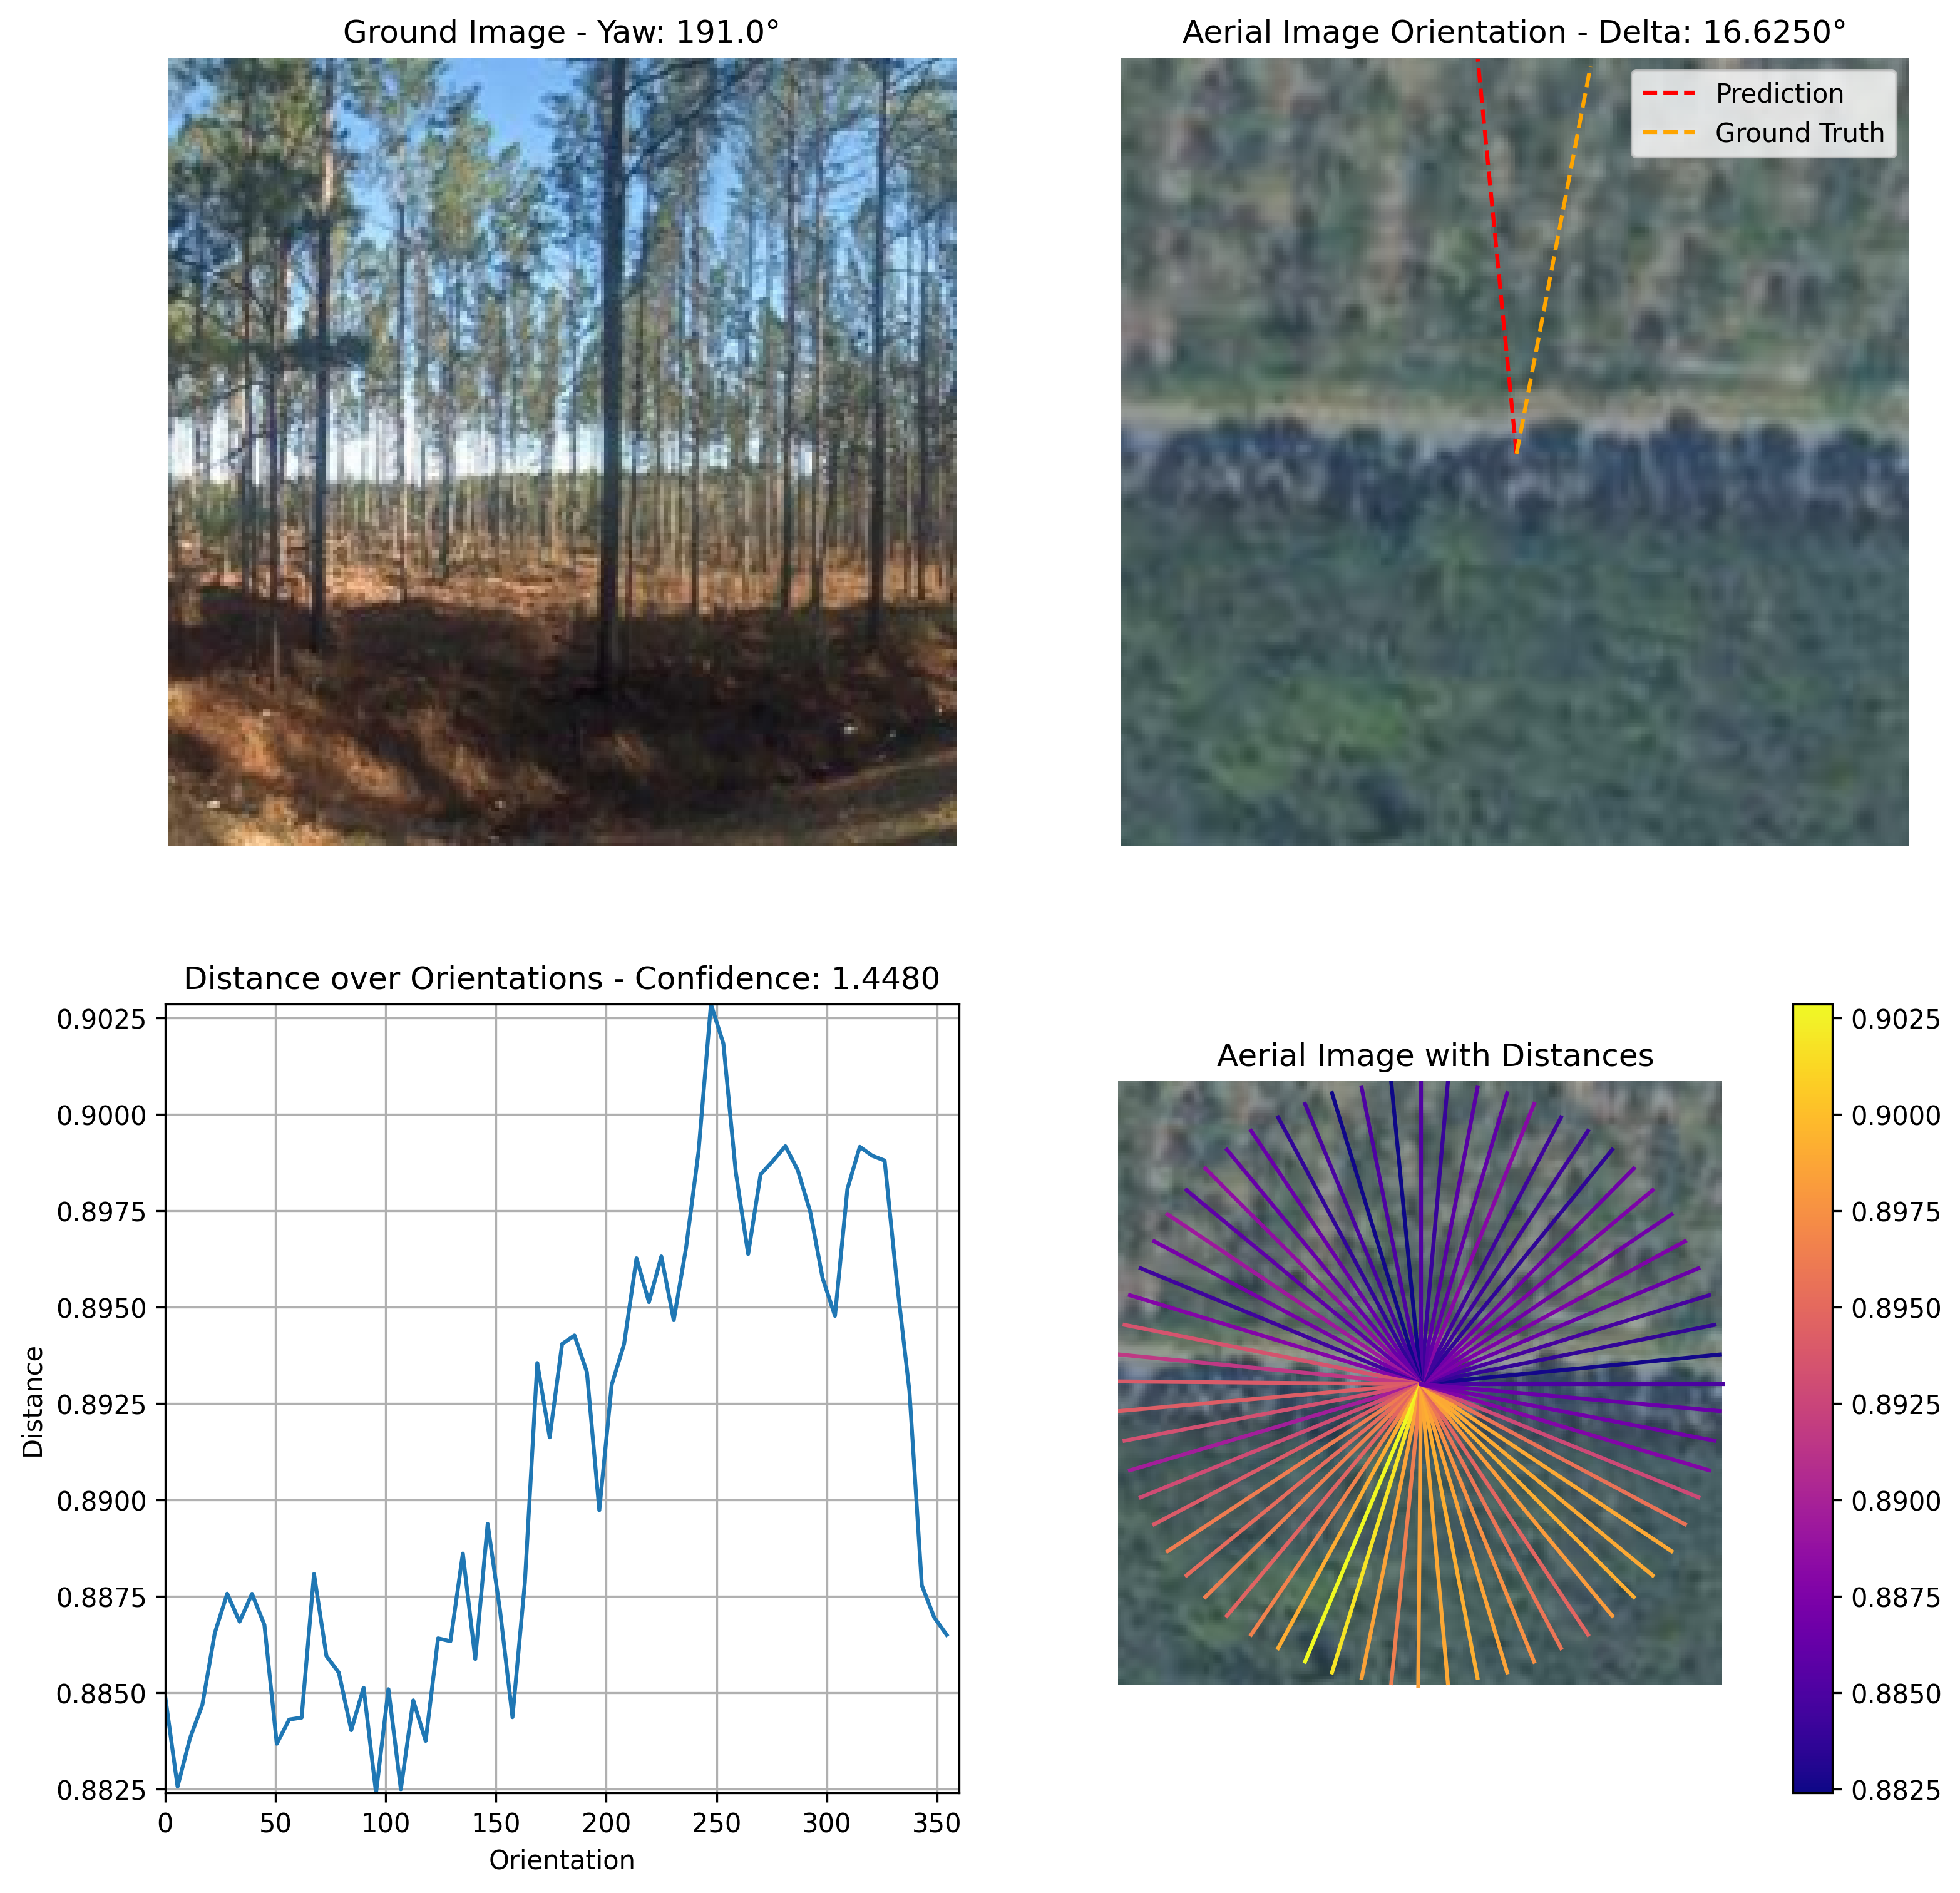 Ground Image - Yaw: 191.0°
Aerial Image Orientation - Delta: 16.6250°
Prediction
Ground Truth
Distance over Orientations - Confidence: 1.4480
0.9025
0.9000
0.8975
0.8950
0.8925
0.8900
0.8875
0.8850
0.8825
Distance
0 50 100 150 200 250 300 350
Orientation
Aerial Image with Distances
0.9025
0.9000
0.8975
0.8950
0.8925
0.8900
0.8875
0.8850
0.8825